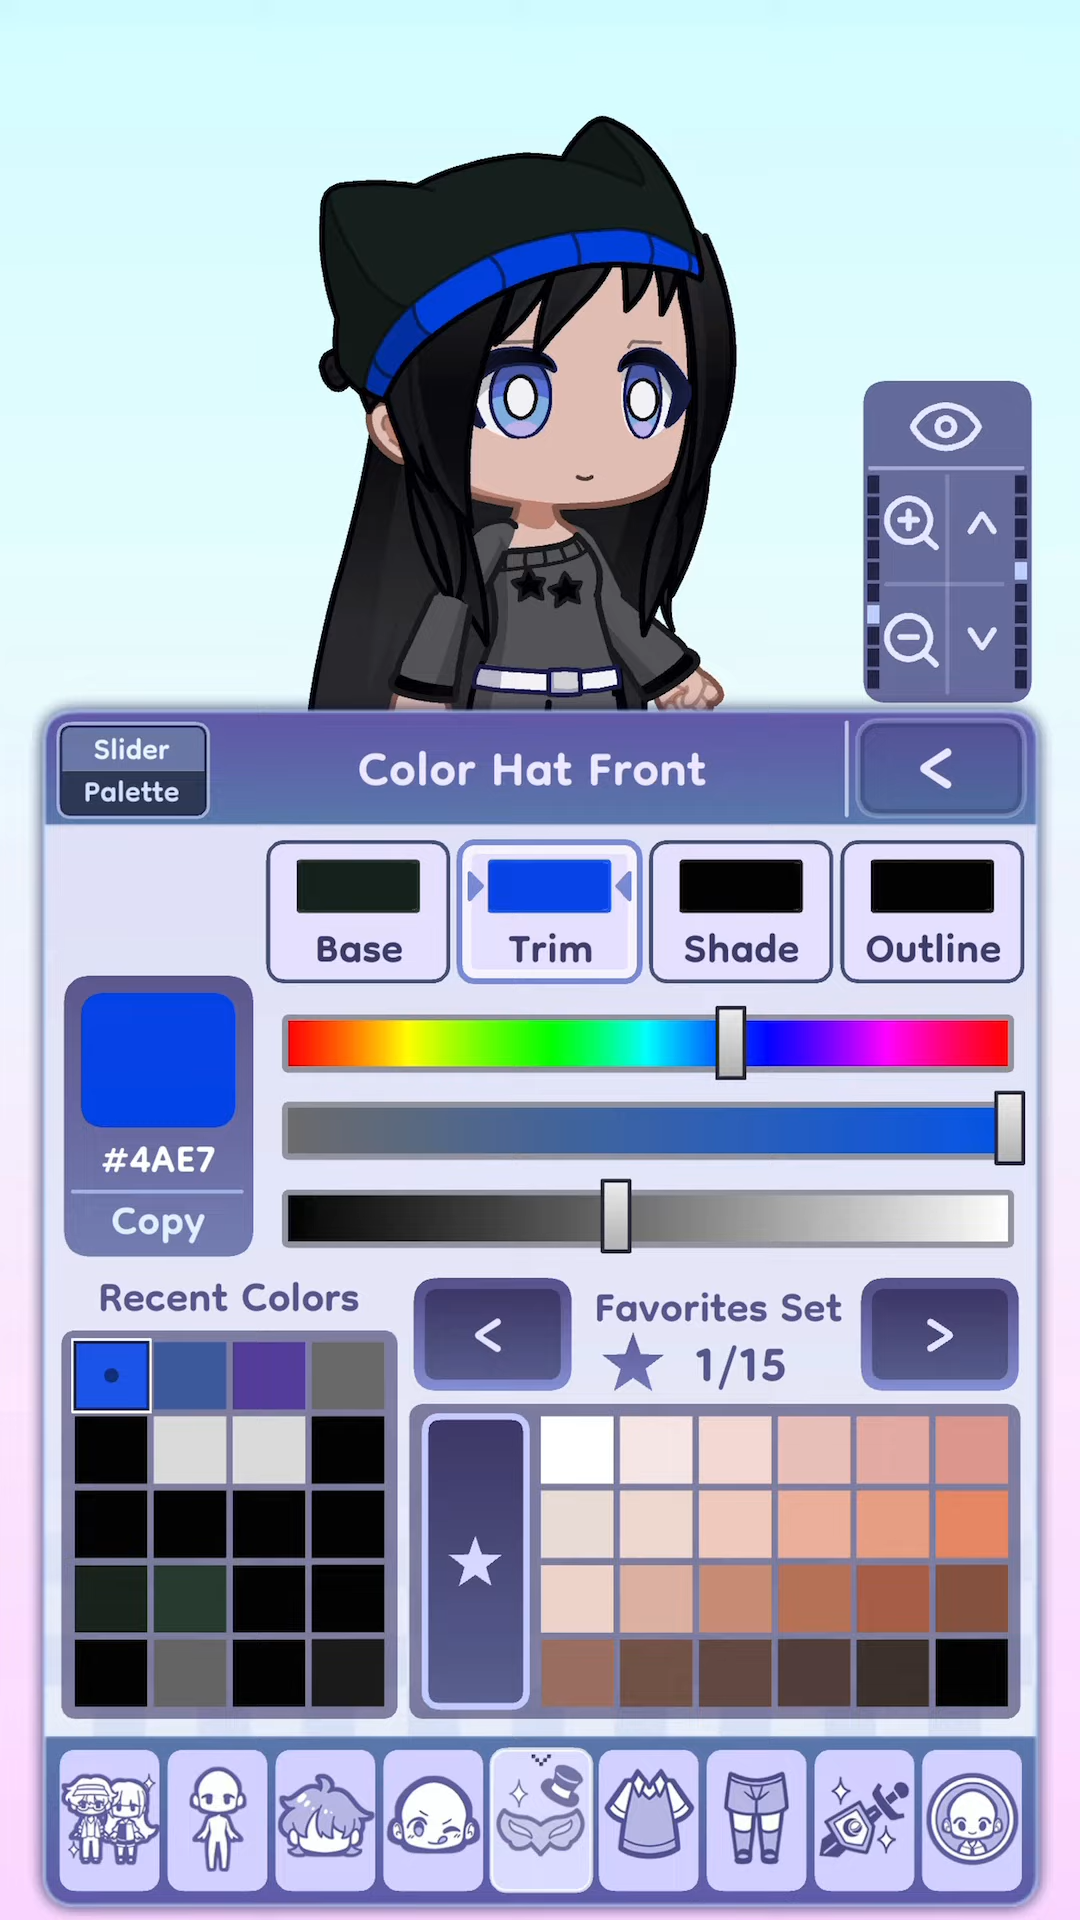 Slider
Palette
Color Hat Front
<
Base
Trim
Shade
Outline
#4AE7
Copy
Recent Colors
<
Favorites Set
1/15
>